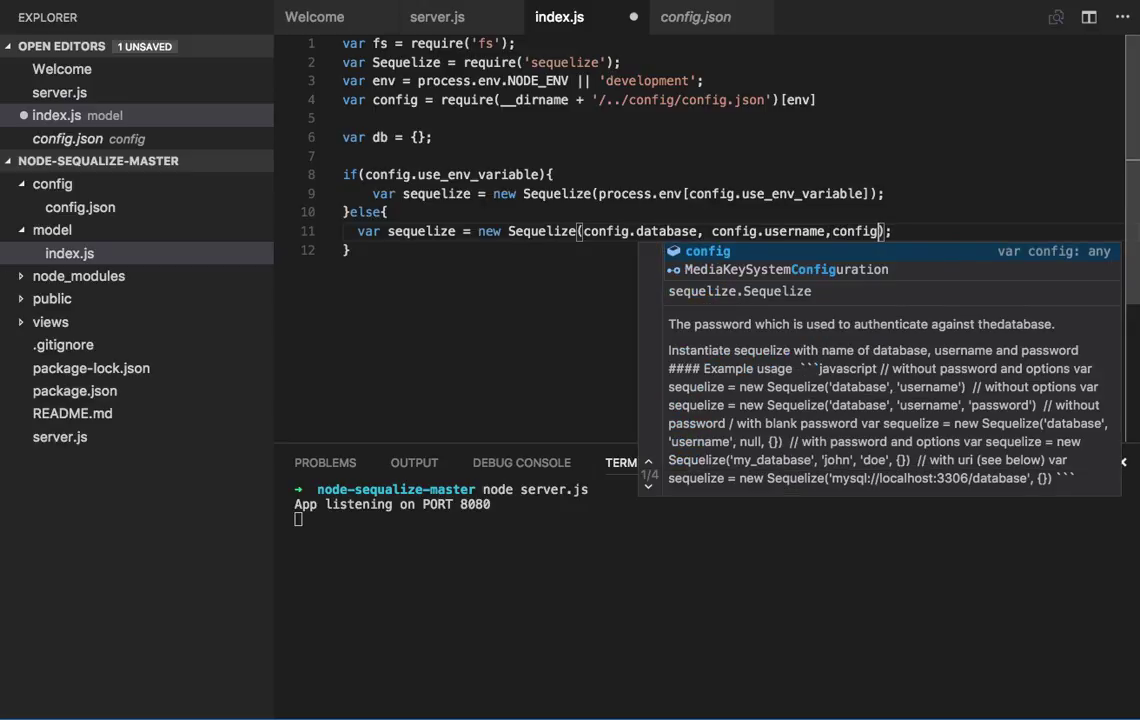 EXPLORER
OPEN EDITORS 1 UNSAVED
Welcome
server.js
index.js model
config.json config
NODE-SEQUALIZE-MASTER
config
config.json
model
index.js
node_modules
public
views
.gitignore
package-lock.json
package.json
README.md
server.js
Welcome server.js index.js config.json
1 var fs = require('fs');
2 var Sequelize = require('sequelize');
3 var env = process.env.NODE_ENV || 'development';
4 var config = require(__dirname + '/../config/config.json')[env]
5
6 var db = {};
7
8 if(config.use_env_variable){
9 var sequelize = new Sequelize(process.env[config.use_env_variable]);
10 }else{
11 var sequelize = new Sequelize(config.database, config.username,config);
12 }
config var config: any
MediaKeySystemConfiguration
sequelize.Sequelize
The password which is used to authenticate against thedatabase.
Instantiate sequelize with name of database, username and password
#### Example usage ```javascript // without password and options var
sequelize = new Sequelize('database', 'username') // without options var
sequelize = new Sequelize('database', 'username', 'password') // without
password / with blank password var sequelize = new Sequelize('database',
'username', null, {}) // with password and options var sequelize = new
Sequelize('my_database', 'john', 'doe', {}) // with uri (see below) var
sequelize = new Sequelize('mysql://localhost:3306/database', {}) ```
1/4
PROBLEMS OUTPUT DEBUG CONSOLE TERM
➜ node-sequalize-master node server.js
App listening on PORT 8080